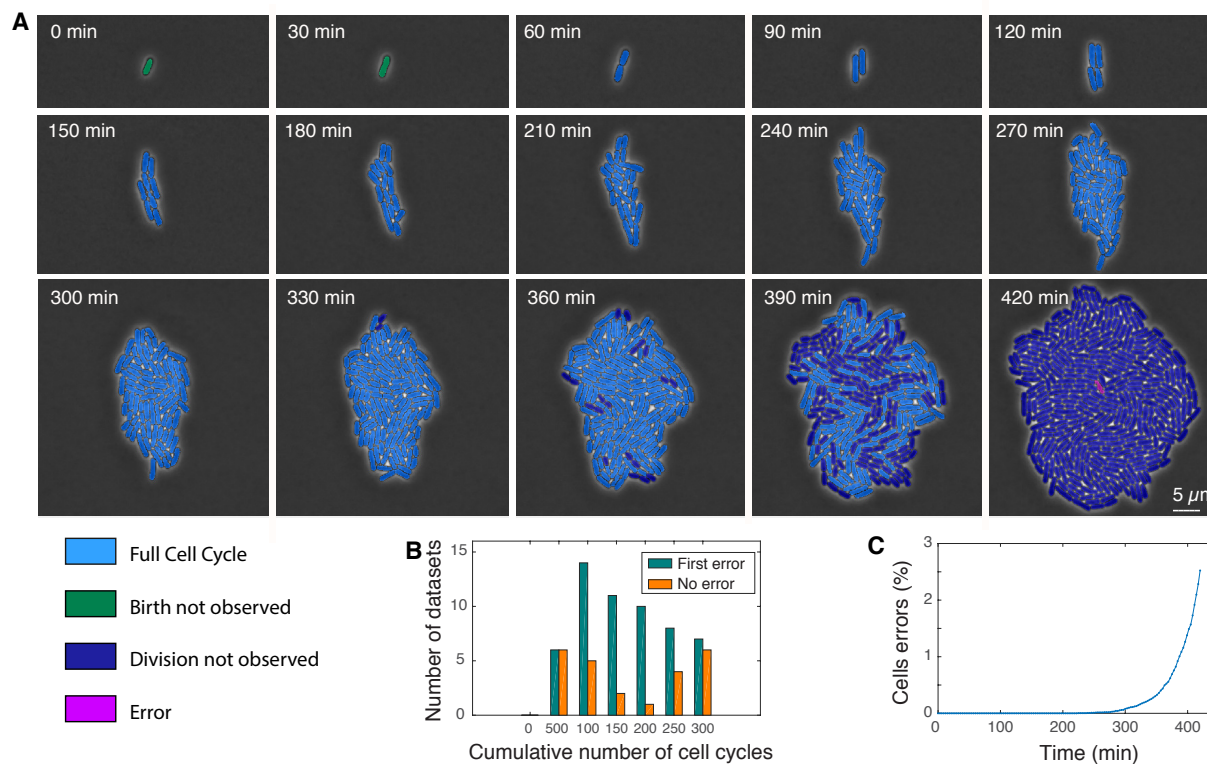 A
0 min
30 min
60 min
90 min
120 min
150 min
180 min
210 min
240 min
270 min
300 min
330 min
360 min
390 min
420 min
5 μm
Full Cell Cycle
Birth not observed
Division not observed
Error
B
Number of datasets
15
10
5
0
First error
No error
0 500 100 150 200 250 300
Cumulative number of cell cycles
C
Cells errors (%)
3
2
1
0
0 100 200 300 400
Time (min)